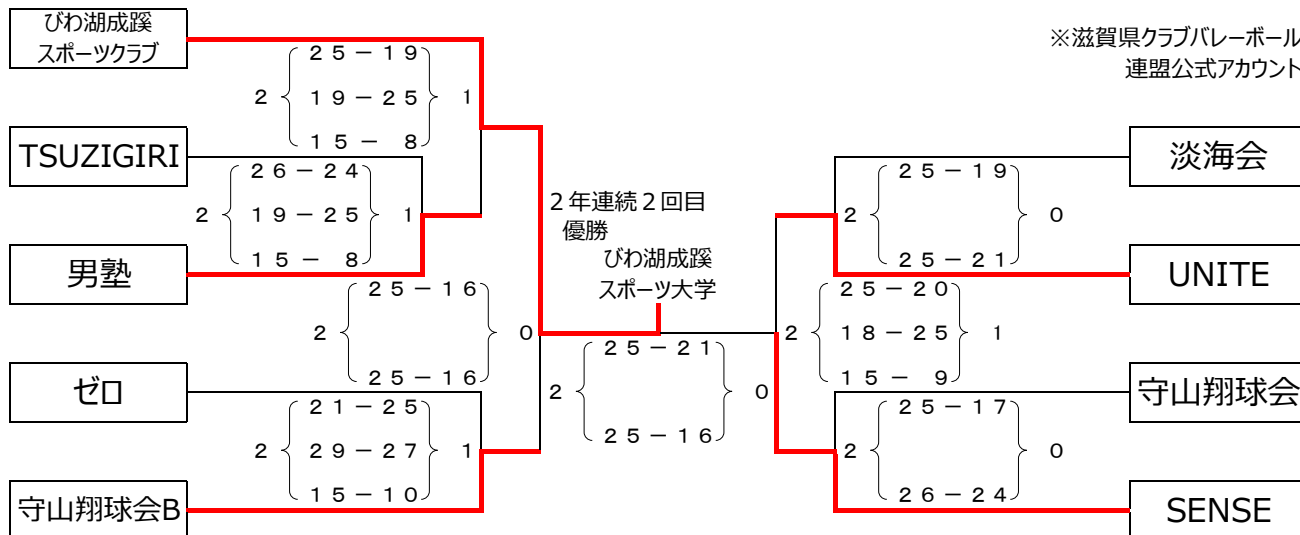 びわ湖成蹊
スポーツクラブ
※滋賀県クラブバレーボール
連盟公式アカウント
２５－１９
２ １９－２５ １
１５－ ８
TSUZIGIRI
淡海会
２６－２４
２ １９－２５ １
１５－ ８
２５－１９
２ ０
２５－２１
２年連続２回目
優勝
びわ湖成蹊
スポーツ大学
男塾
UNITE
２５－１６
２ ０
２５－１６
２５－２０
２ １８－２５ １
１５－ ９
２５－２１
２ ０
２５－１６
ゼロ
守山翔球会
２１－２５
２ ２９－２７ １
１５－１０
２５－１７
２ ０
２６－２４
守山翔球会B
SENSE